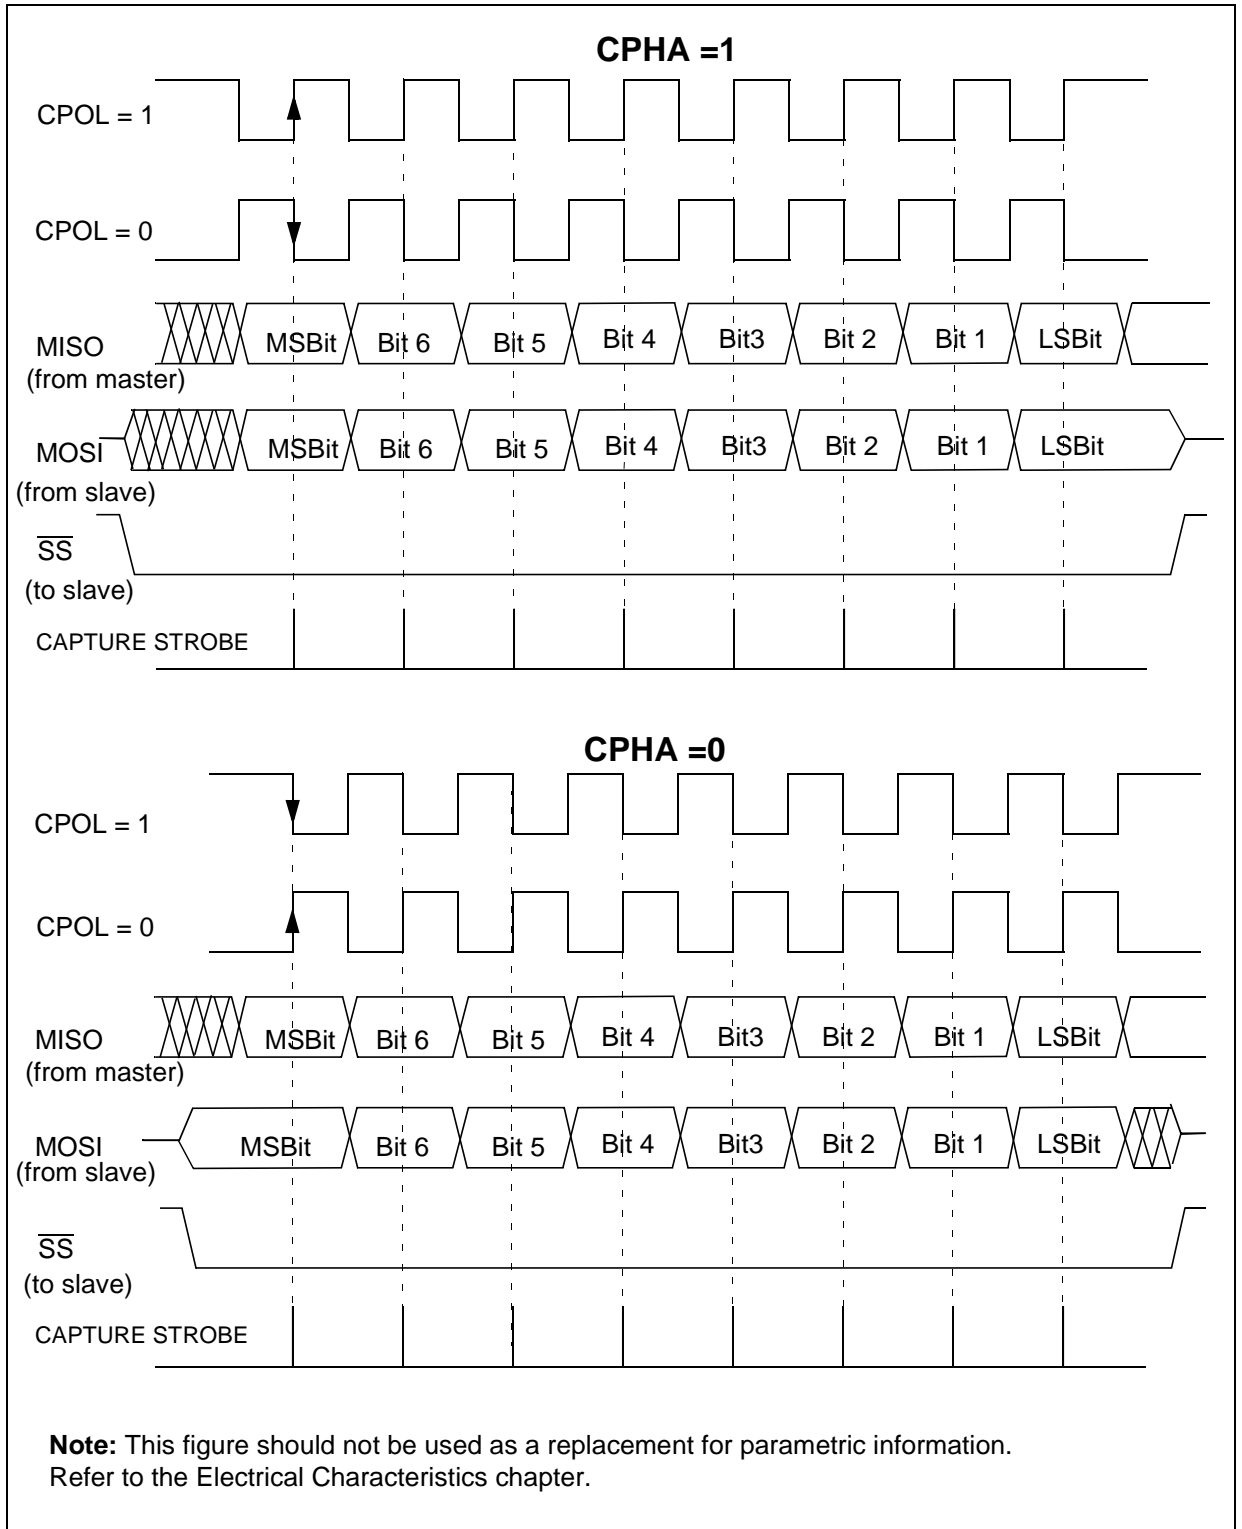 CPHA =1
CPOL = 1
CPOL = 0
MISO
(from master)
MSBit Bit 6 Bit 5 Bit 4 Bit3 Bit 2 Bit 1 LSBit
MOSI
(from slave)
MSBit Bit 6 Bit 5 Bit 4 Bit3 Bit 2 Bit 1 LSBit
SS
(to slave)
CAPTURE STROBE
CPHA =0
CPOL = 1
CPOL = 0
MISO
(from master)
MSBit Bit 6 Bit 5 Bit 4 Bit3 Bit 2 Bit 1 LSBit
MOSI
(from slave)
MSBit Bit 6 Bit 5 Bit 4 Bit3 Bit 2 Bit 1 LSBit
SS
(to slave)
CAPTURE STROBE
Note: This figure should not be used as a replacement for parametric information.
Refer to the Electrical Characteristics chapter.